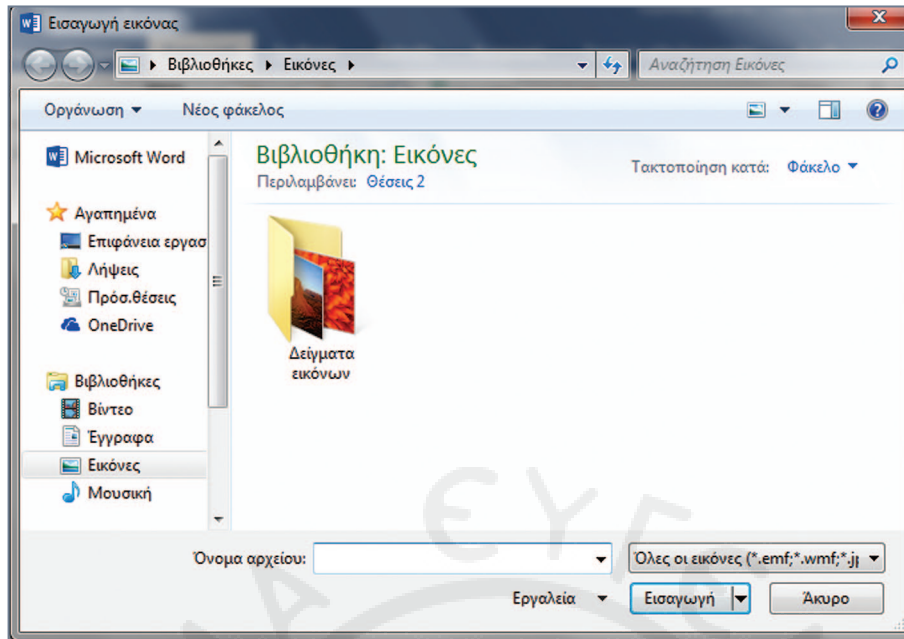 Εισαγωγή εικόνας
Βιβλιοθήκες Εικόνες
Αναζήτηση Εικόνες
Οργάνωση Νέος φάκελος
Microsoft Word
Αγαπημένα
Επιφάνεια εργασ
Λήψεις
Πρόσ.θέσεις
OneDrive
Βιβλιοθήκες
Βίντεο
Έγγραφα
Εικόνες
Μουσική
Βιβλιοθήκη: Εικόνες
Περιλαμβάνει: Θέσεις 2
Τακτοποίηση κατά: Φάκελο
Δείγματα
εικόνων
Όνομα αρχείου:
Όλες οι εικόνες (*.emf;*.wmf;*.jp
Εργαλεία
Εισαγωγή
Άκυρο